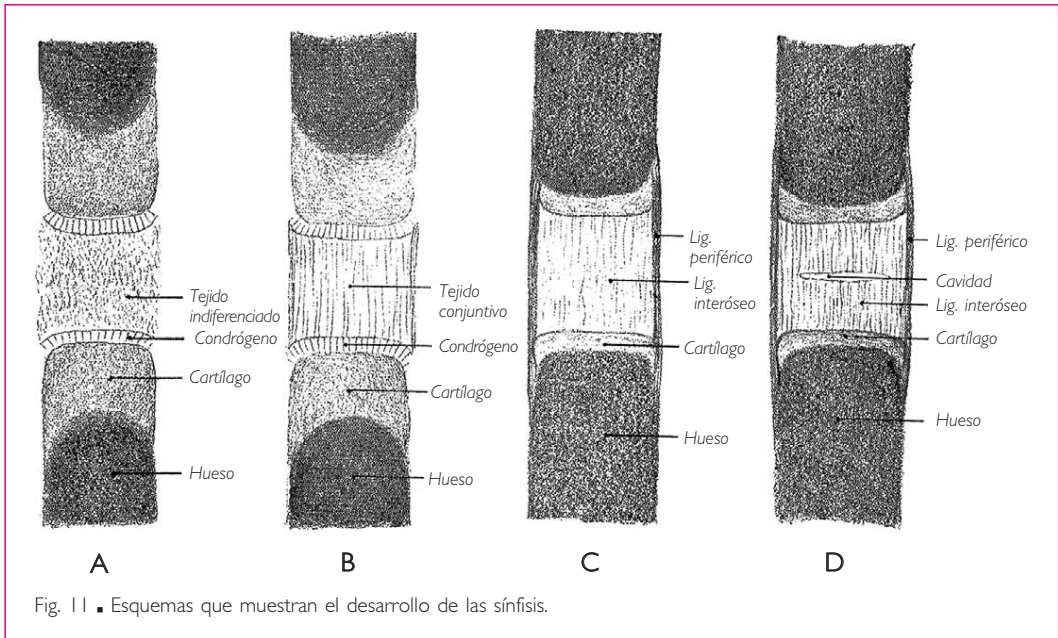 Tejido
indiferenciado
Condrógeno
Cartílago
Hueso
Tejido
conjuntivo
Condrógeno
Cartílago
Hueso
Lig.
periférico
Lig.
interóseo
Cartílago
Hueso
Lig. periférico
Cavidad
Lig. interóseo
Cartílago
Hueso
A
B
C
D
Fig. 11 ■ Esquemas que muestran el desarrollo de las sínfisis.